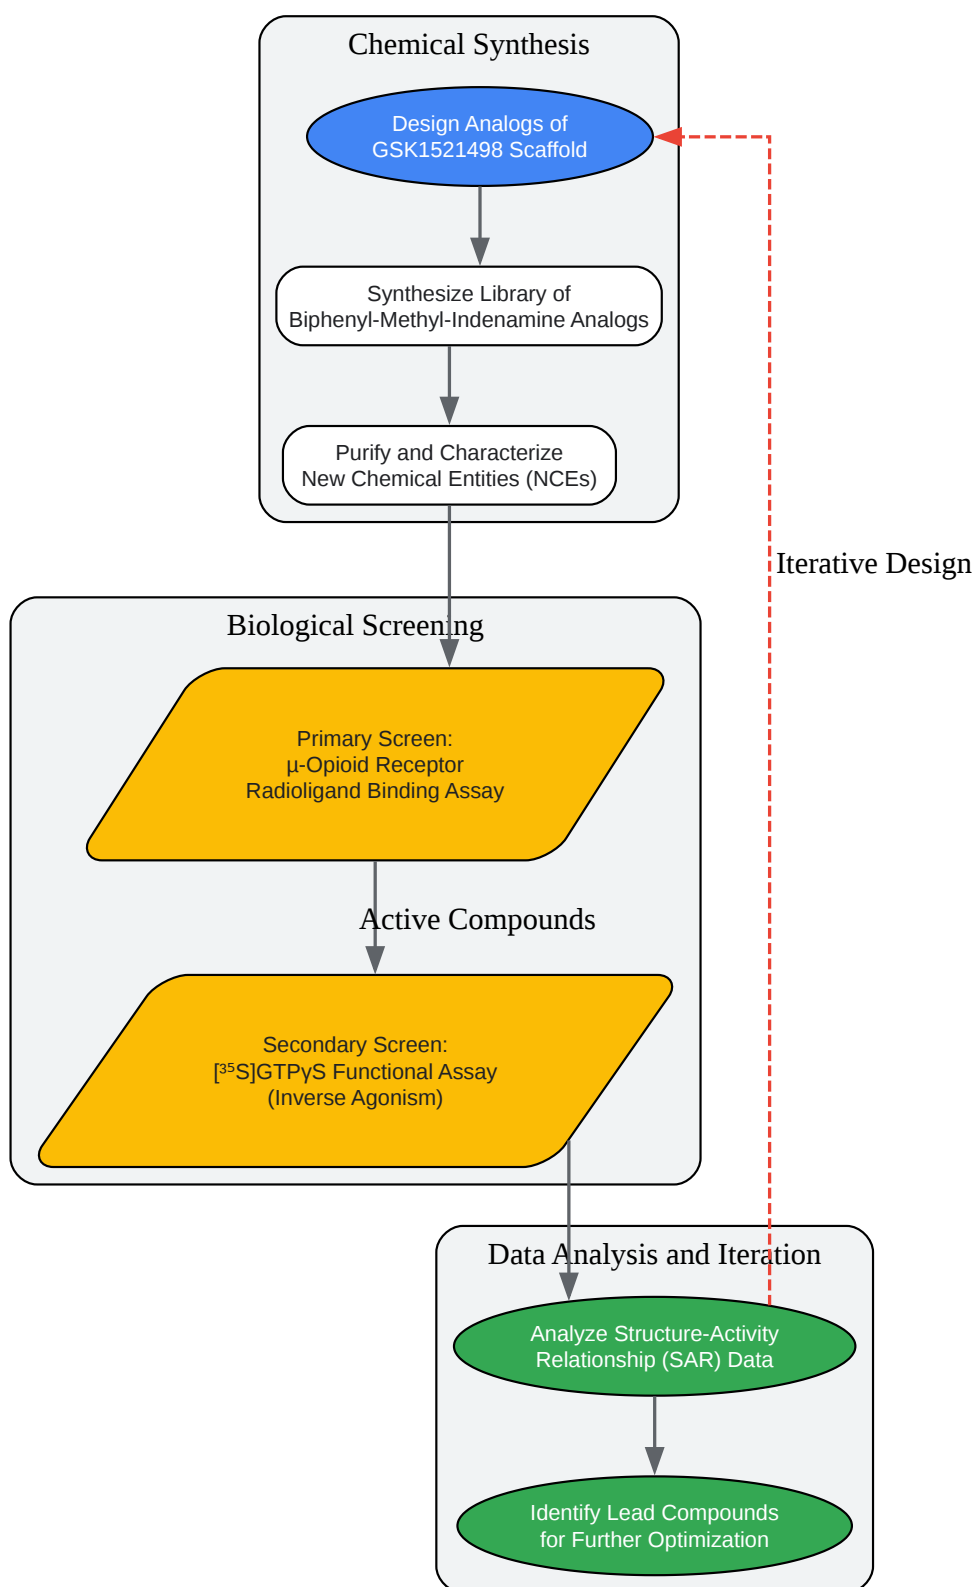 Chemical Synthesis
Design Analogs of
GSK1521498 Scaffold
Synthesize Library of
Biphenyl-Methyl-Indenamine Analogs
Purify and Characterize
New Chemical Entities (NCEs)
Iterative Design
Biological Screening
Primary Screen:
µ-Opioid Receptor
Radioligand Binding Assay
Active Compounds
Secondary Screen:
[³⁵S]GTPγS Functional Assay
(Inverse Agonism)
Data Analysis and Iteration
Analyze Structure-Activity
Relationship (SAR) Data
Identify Lead Compounds
for Further Optimization